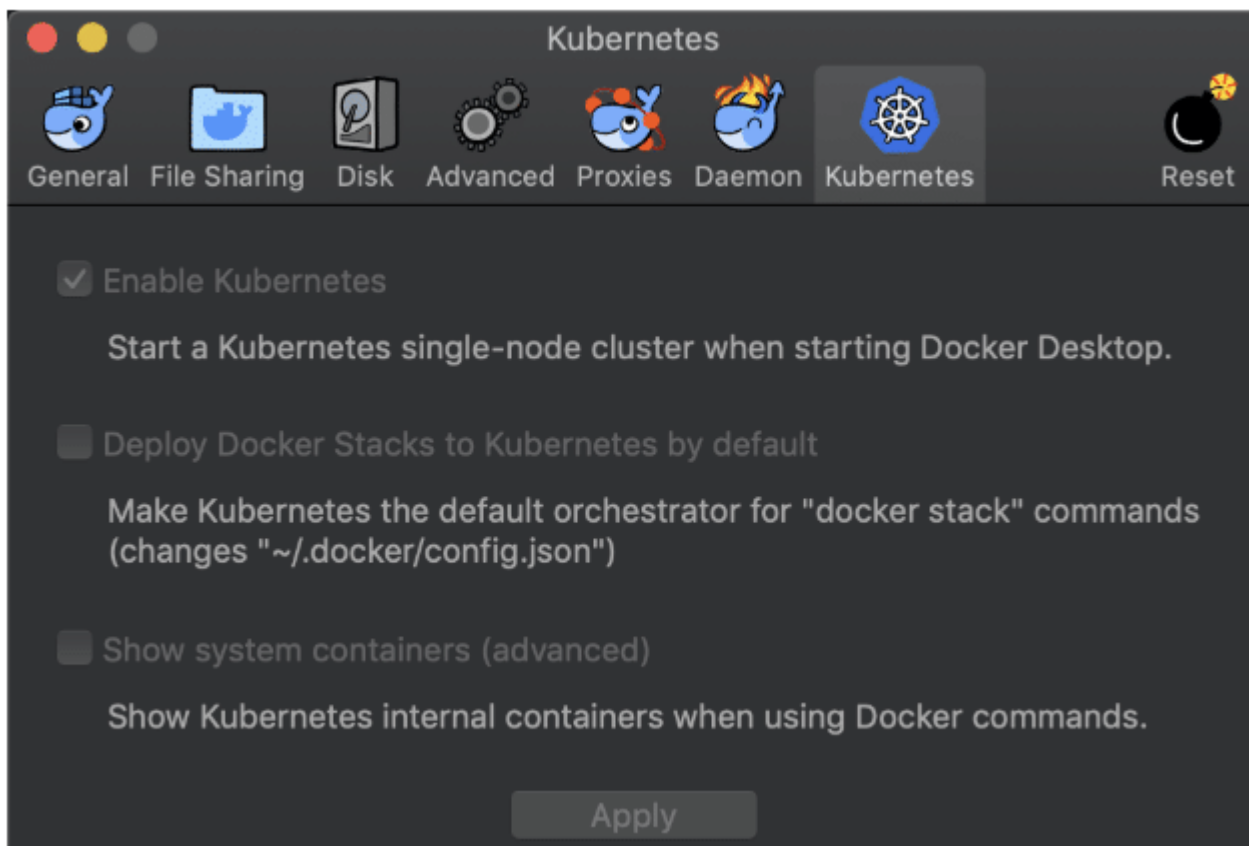 Kubernetes
General File Sharing Disk Advanced Proxies Daemon Kubernetes Reset
Enable Kubernetes
Start a Kubernetes single-node cluster when starting Docker Desktop.
Deploy Docker Stacks to Kubernetes by default
Make Kubernetes the default orchestrator for "docker stack" commands
(changes "~/.docker/config.json")
Show system containers (advanced)
Show Kubernetes internal containers when using Docker commands.
Apply